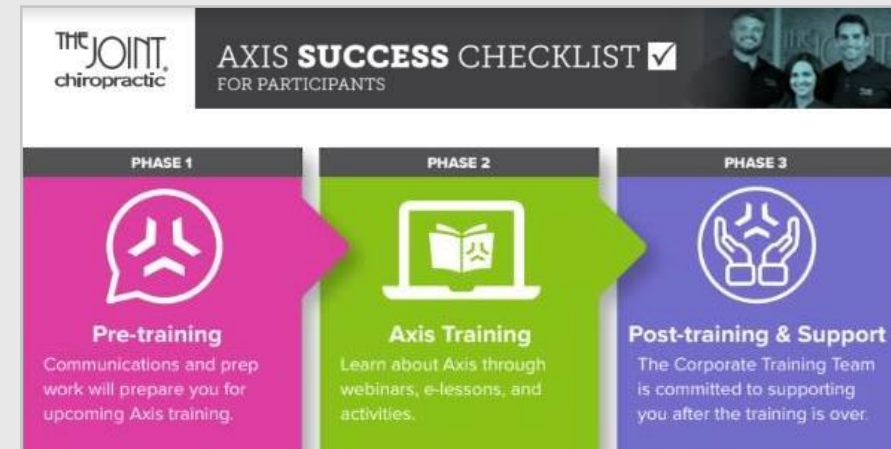 THE JOINT®
chiropractic
AXIS SUCCESS CHECKLIST
FOR PARTICIPANTS
PHASE 1
Pre-training
Communications and prep
work will prepare you for
upcoming Axis training.
PHASE 2
Axis Training
Learn about Axis through
webinars, e-lessons, and
activities.
PHASE 3
Post-training & Support
The Corporate Training Team
is committed to supporting
you after the training is over.